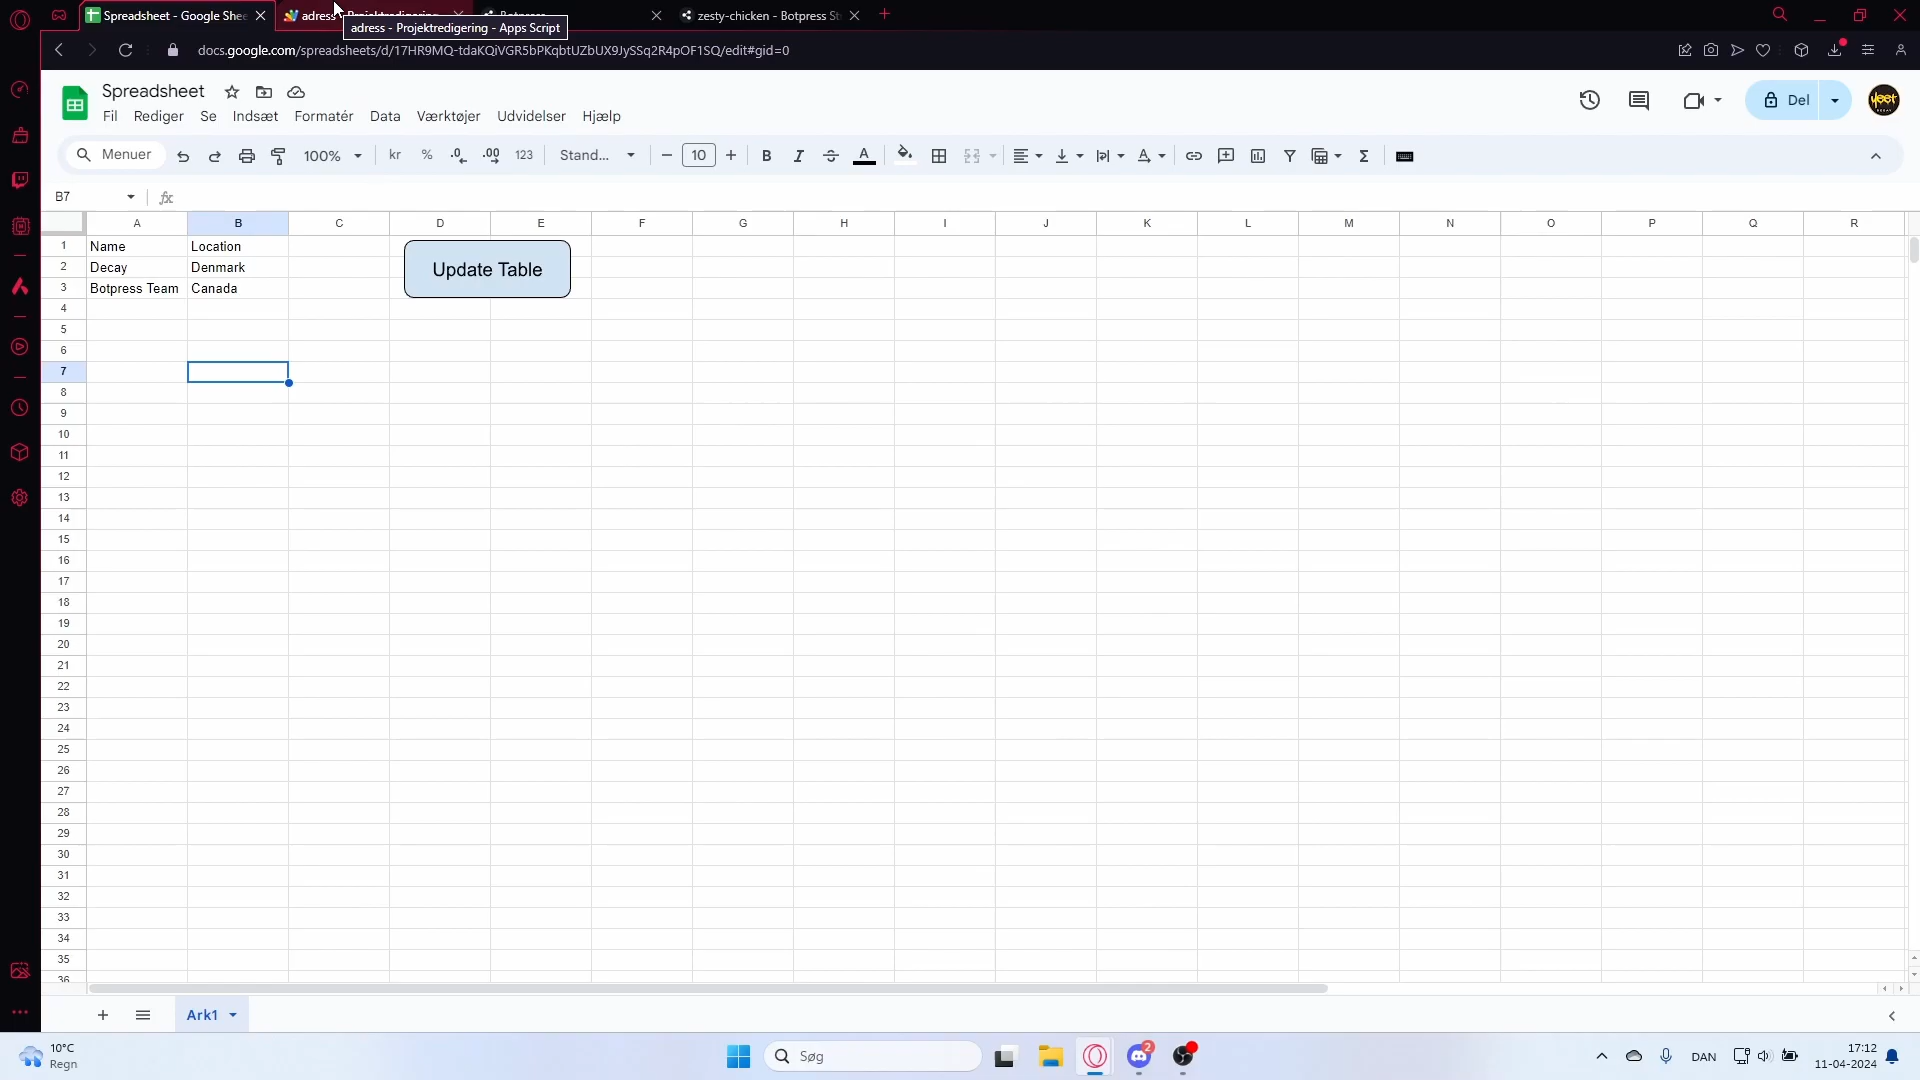 Spreadsheet - Google Shee
adress - Projektredigering
Botpress
zesty-chicken - Botpress St
adress - Projektredigering - Apps Script
docs.google.com/spreadsheets/d/17HR9MQ-tdaKQiVGR5bPKqbtUZbUX9JySSq2R4pOF1SQ/edit#gid=0
Spreadsheet
Fil Rediger Se Indsæt Formatér Data Værktøjer Udvidelser Hjælp
Del
Menuer 100% kr % .0 .00 123 Stand... 10 B I A
B7 fx
A B C D E F G H I J K L M N O P Q R
1 Name Location
2 Decay Denmark
Update Table
3 Botpress Team Canada
4
5
6
7
8
9
10
11
12
13
14
15
16
17
18
19
20
21
22
23
24
25
26
27
28
29
30
31
32
33
34
35
36
Ark1
10°C
Regn
Søg
2
DAN
17:12
11-04-2024